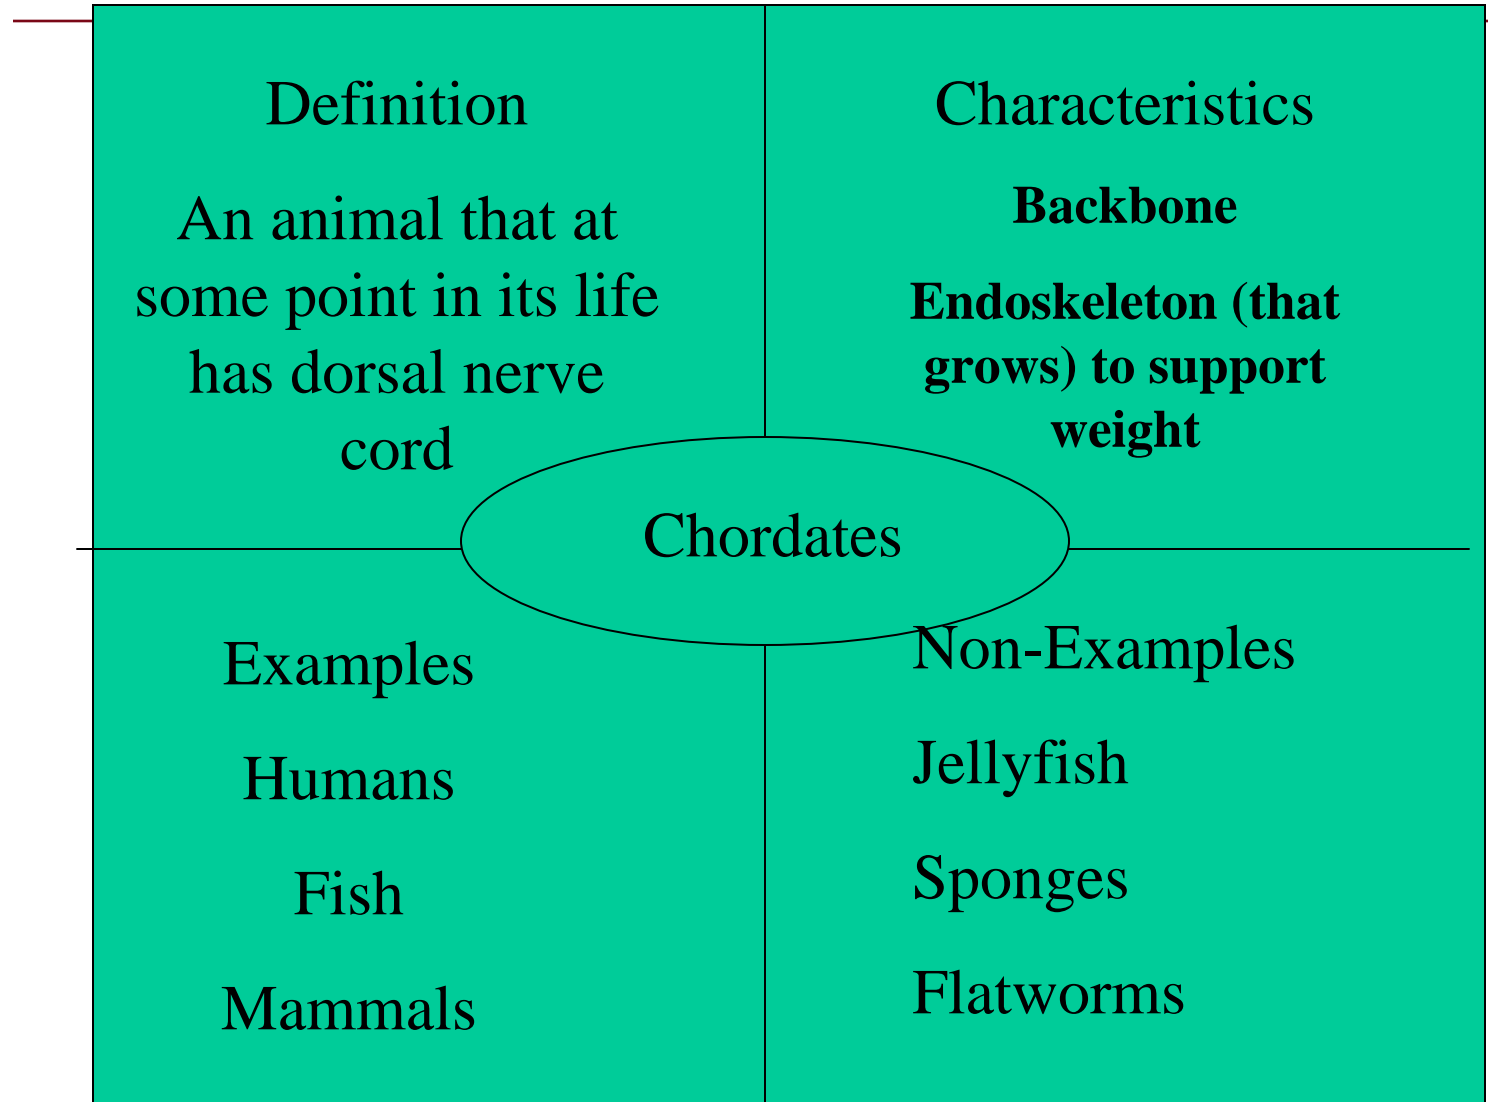 Definition
An animal that at
some point in its life
has dorsal nerve
cord
Characteristics
Backbone
Endoskeleton (that
grows) to support
weight
Chordates
Examples
Humans
Fish
Mammals
Non-Examples
Jellyfish
Sponges
Flatworms